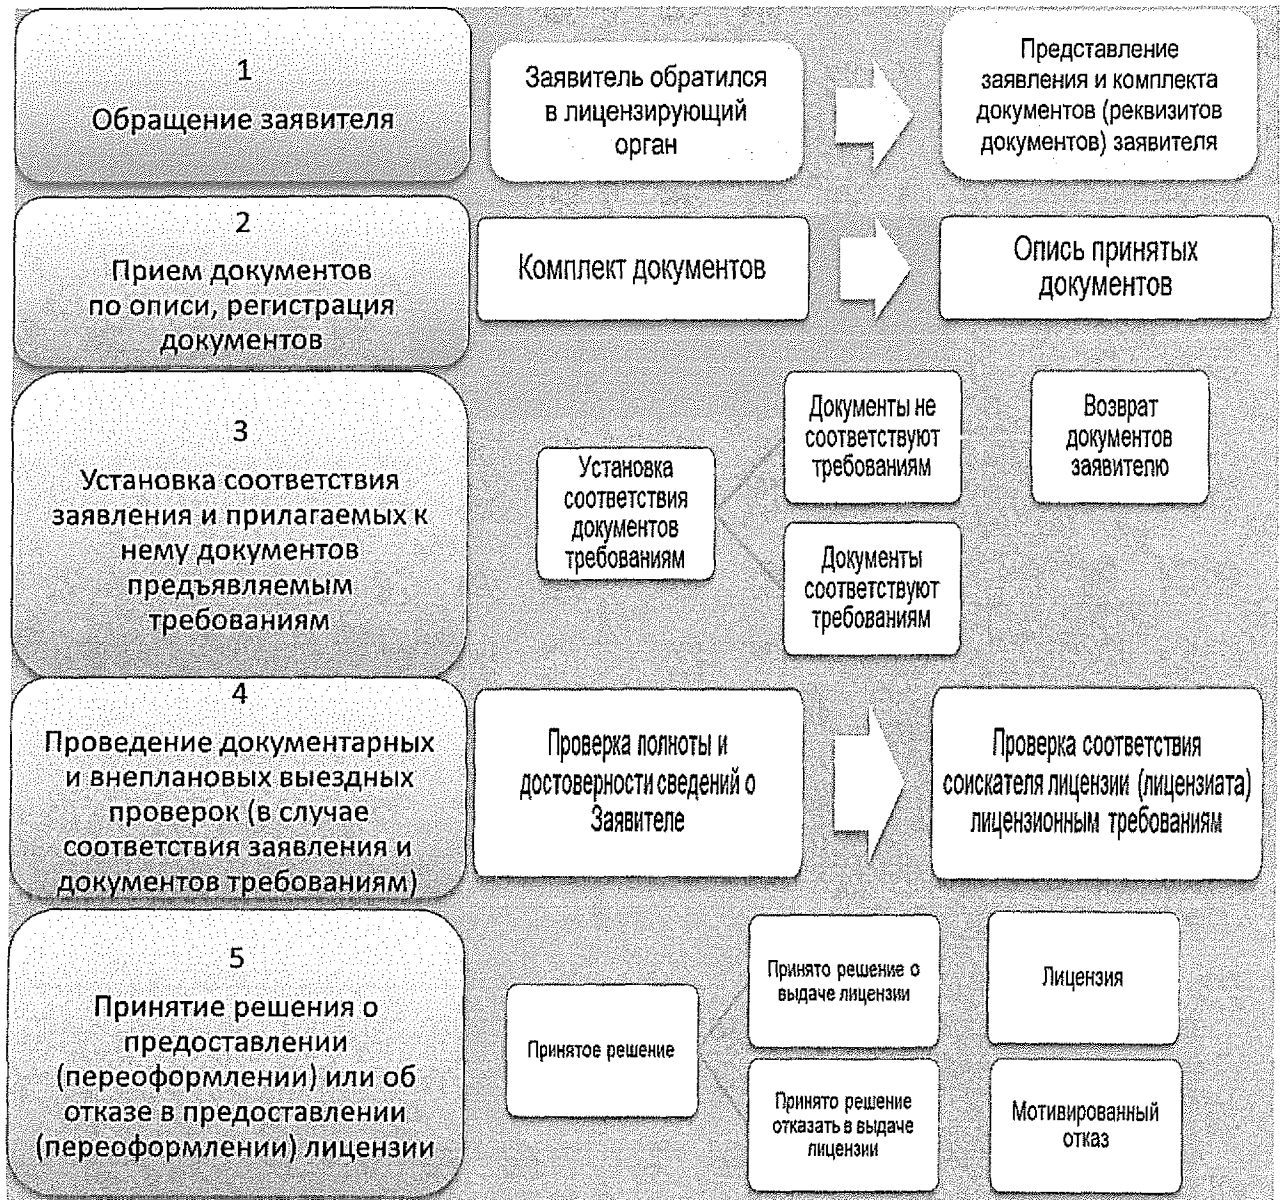 1
Обращение заявителя
Заявитель обратился
в лицензирующий
орган
Представление
заявления и комплекта
документов (реквизитов
документов) заявителя
2
Прием документов
по описи, регистрация
документов
Комплект документов
Опись принятых
документов
3
Установка соответствия
заявления и прилагаемых к
нему документов
предъявляемым
требованиям
Установка
соответствия
документов
требованиям
Документы не
соответствуют
требованиям
Возврат
документов
заявителю
Документы
соответствуют
требованиям
4
Проведение документарных
и внеплановых выездных
проверок (в случае
соответствия заявления и
документов требованиям)
Проверка полноты и
достоверности сведений о
Заявителе
Проверка соответствия
соискателя лицензии (лицензиата)
лицензионным требованиям
5
Принятие решения о
предоставлении
(переоформлении) или об
отказе в предоставлении
(переоформлении) лицензии
Принятое решение
Принято решение о
выдаче лицензии
Лицензия
Принято решение
отказать в выдаче
лицензии
Мотивированный
отказ